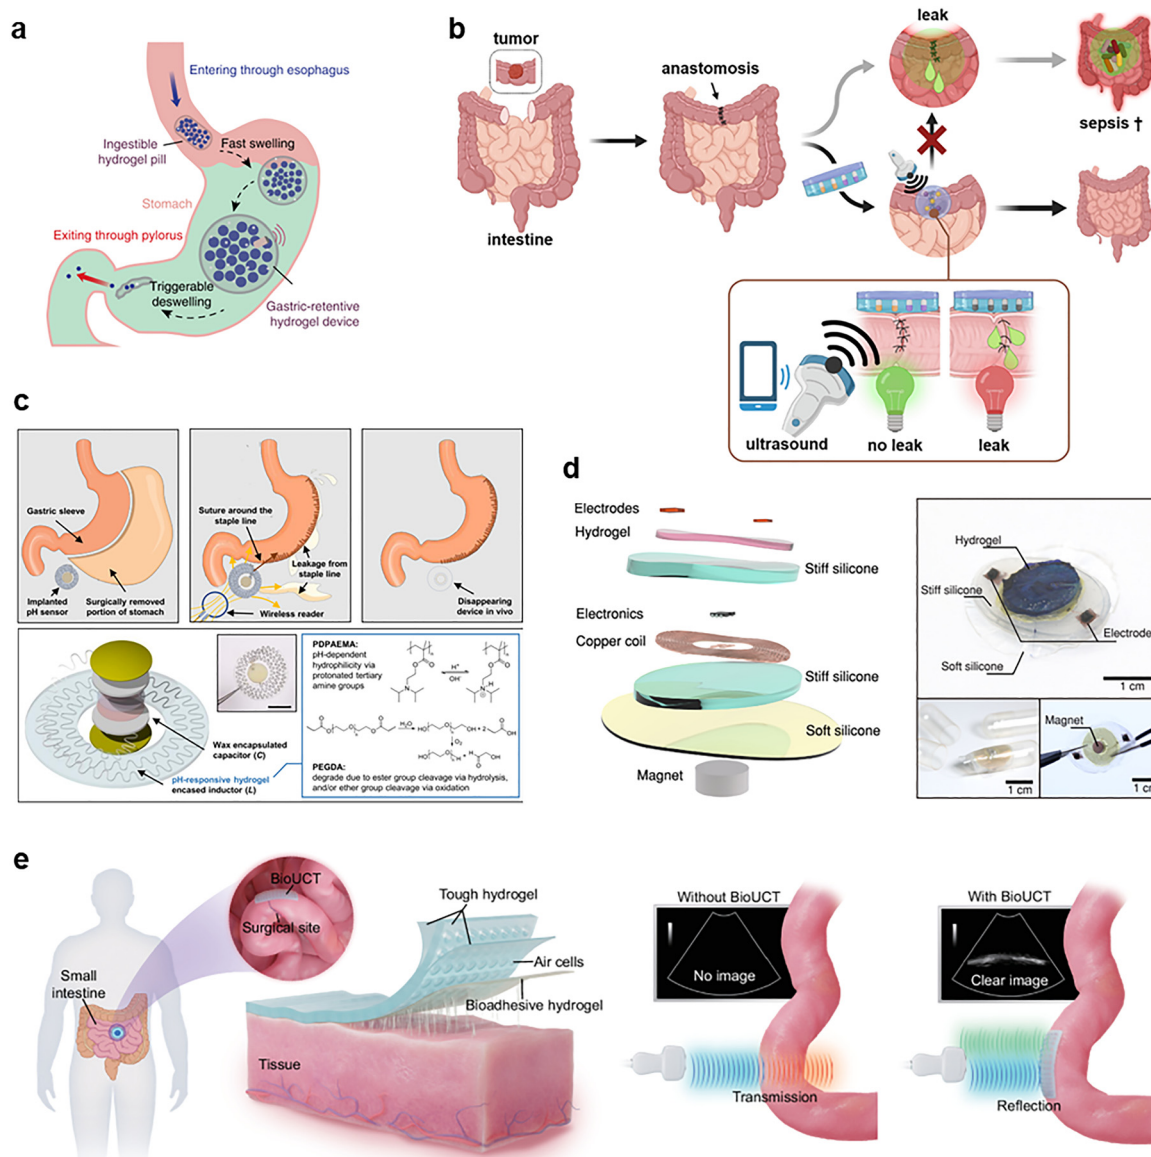 a
Entering through esophagus
Ingestible
hydrogel pill
Fast swelling
Stomach
Exiting through pylorus
Triggerable
deswelling
Gastric-retentive
hydrogel device
b
tumor
anastomosis
leak
sepsis †
intestine
ultrasound
no leak
leak
c
Gastric sleeve
Implanted
pH sensor
Surgically removed
portion of stomach
Suture around the
staple line
Leakage from
staple line
Wireless reader
Disappearing
device in vivo
Wax encapsulated
capacitor (C)
pH-responsive hydrogel
encased inductor (L)
PDPAEMA:
pH-dependent
hydrophilicity via
protonated tertiary
amine groups
H⁺
OH⁻
H₂O
O₂
PEGDA:
degrade due to ester group cleavage via hydrolysis,
and/or ether group cleavage via oxidation
d
Electrodes
Hydrogel
Stiff silicone
Electronics
Copper coil
Stiff silicone
Soft silicone
Magnet
Hydrogel
Stiff silicone
Electrode
Soft silicone
1 cm
1 cm
Magnet
1 cm
e
BioUCT
Surgical site
Small
intestine
Tough hydrogel
Air cells
Bioadhesive hydrogel
Tissue
Without BioUCT
No image
Transmission
With BioUCT
Clear image
Reflection